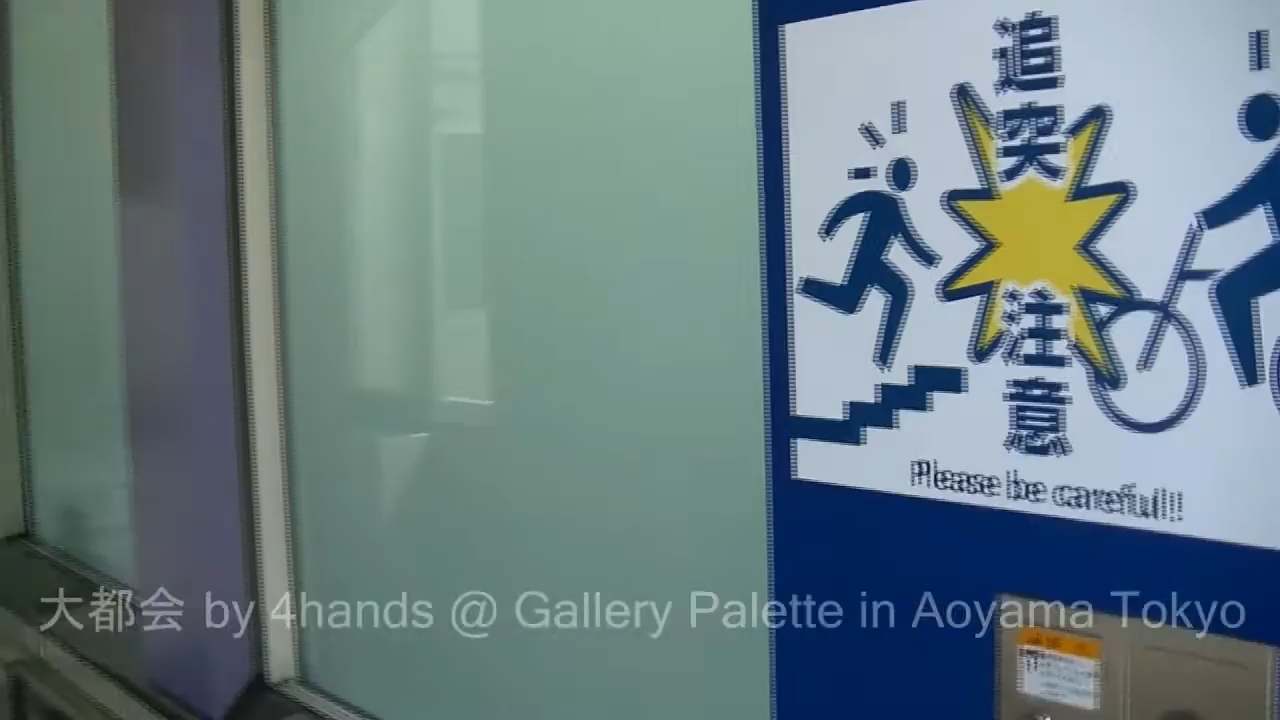 追突注意
Please be careful!!
大都会 by 4hands @ Gallery Palette in Aoyama Tokyo